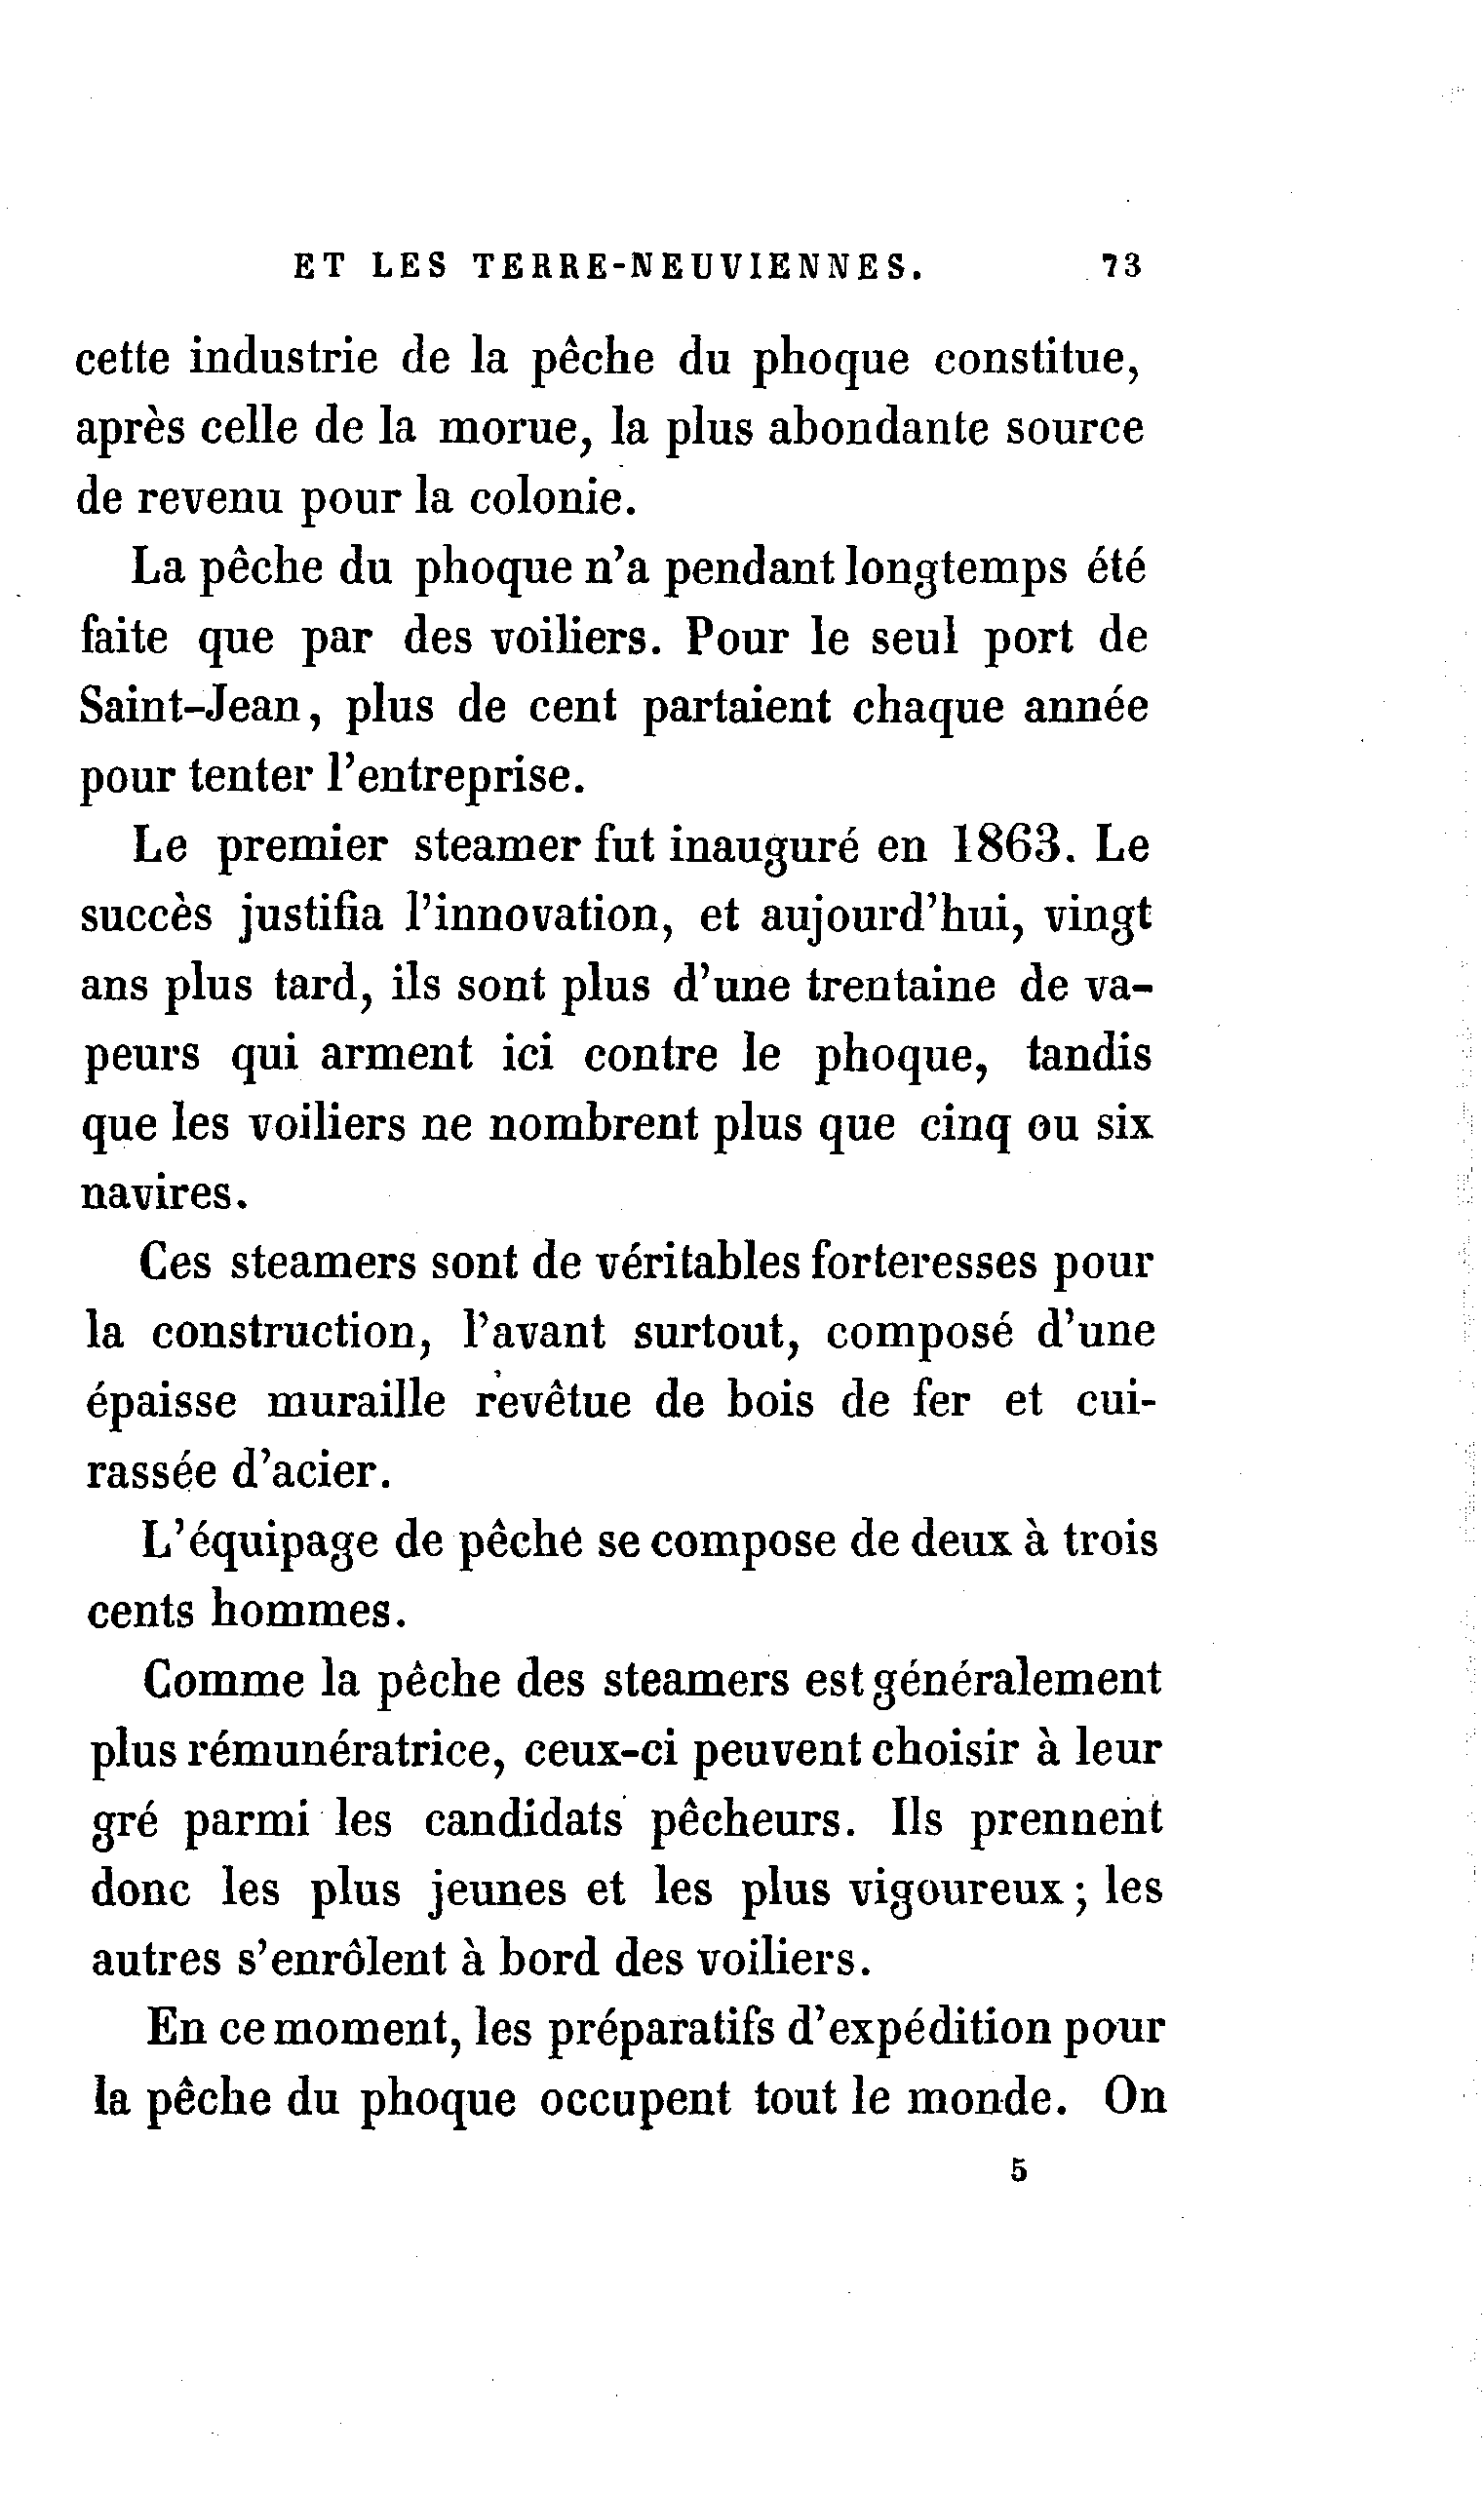 ET LES TERRE-NEUVIENNES. 73
cette industrie de la pêche du phoque constitue,
après celle de la morue, la plus abondante source
de revenu pour la colonie.
La pêche du phoque n'a pendant longtemps été
faite que par des voiliers. Pour le seul port de
Saint-Jean, plus de cent partaient chaque année
pour tenter l'entreprise.
Le premier steamer fut inauguré en 1863. Le
succès justifia l'innovation, et aujourd'hui, vingt
ans plus tard, ils sont plus d'une trentaine de va-
peurs qui arment ici contre le phoque, tandis
que les voiliers ne nombrent plus que cinq ou six
navires.
Ces steamers sont de véritables forteresses pour
la construction, l'avant surtout, composé d'une
épaisse muraille revêtue de bois de fer et cui-
rassée d'acier.
L'équipage de pêche se compose de deux à trois
cents hommes.
Comme la pêche des steamers est généralement
plus rémunératrice, ceux-ci peuvent choisir à leur
gré parmi les candidats pêcheurs. Ils prennent
donc les plus jeunes et les plus vigoureux ; les
autres s'enrôlent à bord des voiliers.
En ce moment, les préparatifs d'expédition pour
la pêche du phoque occupent tout le monde. On
5